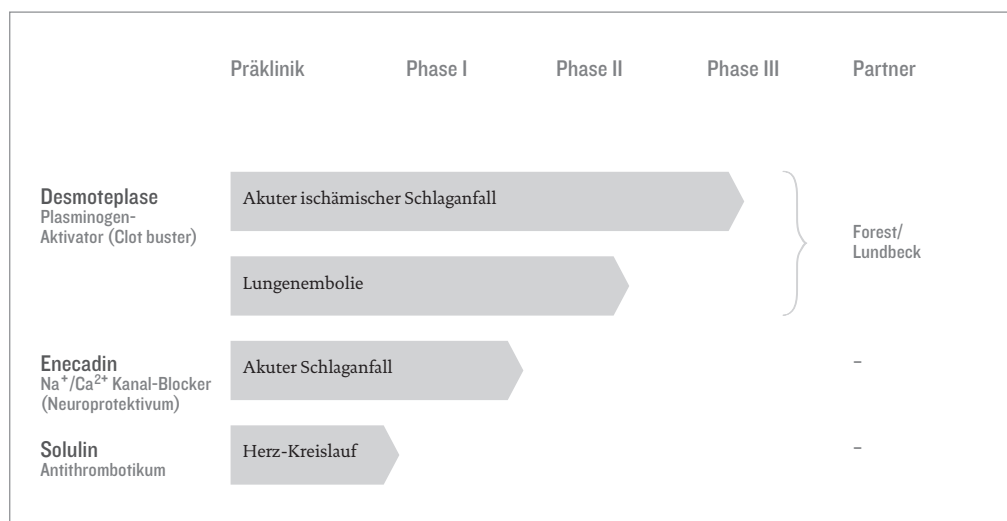 Präklinik Phase I Phase II Phase III Partner
Desmoteplase
Plasminogen-
Aktivator (Clot buster)
Akuter ischämischer Schlaganfall
Lungenembolie
Forest/
Lundbeck
Enecadin
Na⁺/Ca²⁺ Kanal-Blocker
(Neuroprotektivum)
Akuter Schlaganfall
–
Solulin
Antithrombotikum
Herz-Kreislauf
–